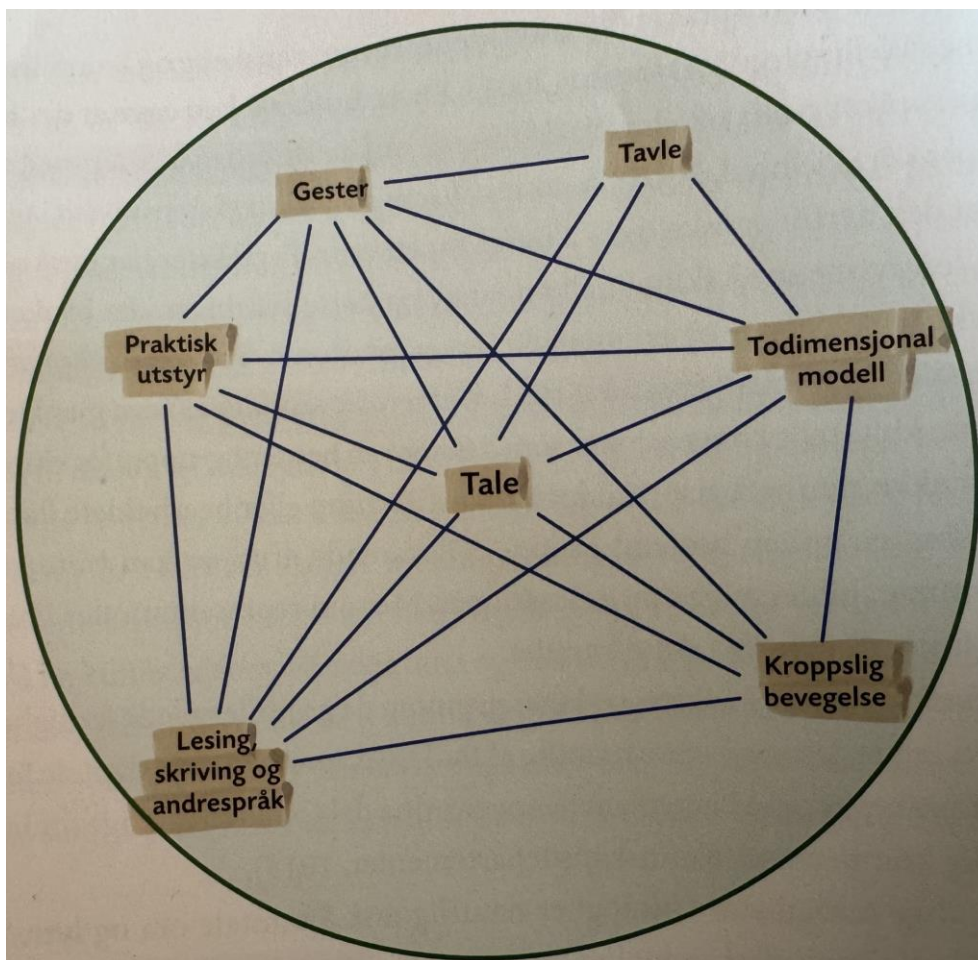 Tavle
Gester
Praktisk
utstyr
Todimensjonal
modell
Tale
Kroppslig
bevegelse
Lesing,
skriving og
andrespråk